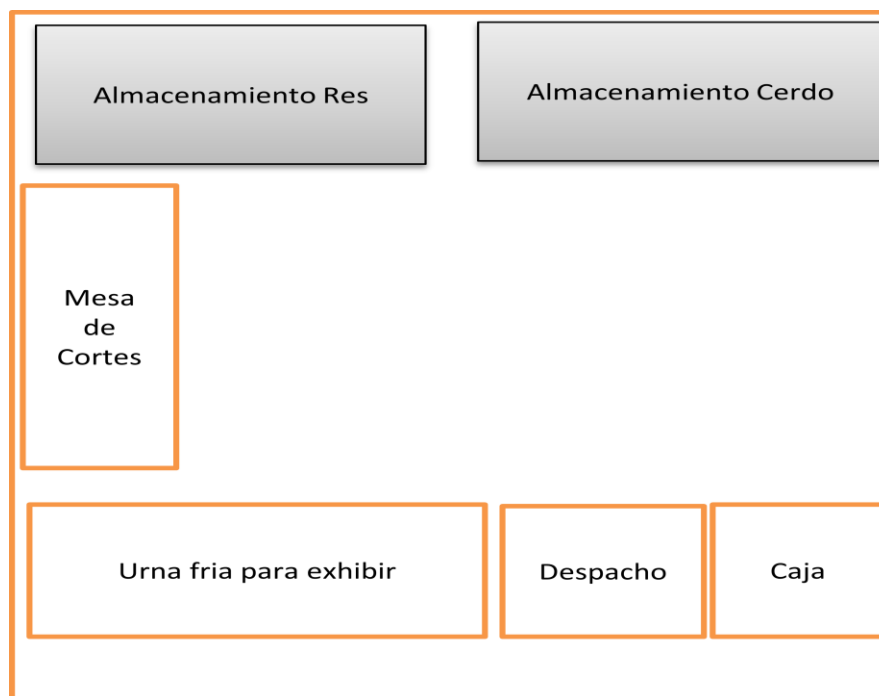 Almacenamiento Res
Almacenamiento Cerdo
Mesa
de
Cortes
Urna fria para exhibir
Despacho
Caja